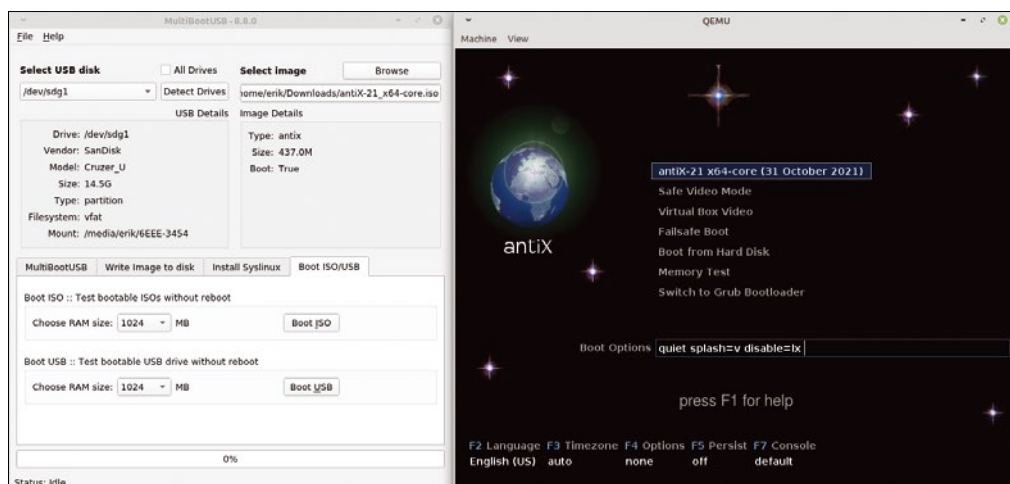 MultiBootUSB - 8.8.0
File Help
Select USB disk
All Drives
Select image
Browse
/dev/sdg1
Detect Drives
home/erik/Downloads/antiX-21_x64-core.iso
USB Details
Image Details
Drive: /dev/sdg1
Vendor: SanDisk
Model: Cruzer_U
Size: 14.5G
Type: partition
Filesystem: vfat
Mount: /media/erik/6EEE-3454
Type: antix
Size: 437.0M
Boot: True
MultiBootUSB
Write Image to disk
Install Syslinux
Boot ISO/USB
Boot ISO :: Test bootable ISOs without reboot
Choose RAM size: 1024 MB
Boot ISO
Boot USB :: Test bootable USB drive without reboot
Choose RAM size: 1024 MB
Boot USB
0%
Status: Idle
QEMU
Machine View
antiX
antiX-21 x64-core (31 October 2021)
Safe Video Mode
Virtual Box Video
Failsafe Boot
Boot from Hard Disk
Memory Test
Switch to Grub Bootloader
Boot Options quiet splash=v disable=lx
press F1 for help
F2 Language F3 Timezone F4 Options F5 Persist F7 Console
English (US) auto none off default